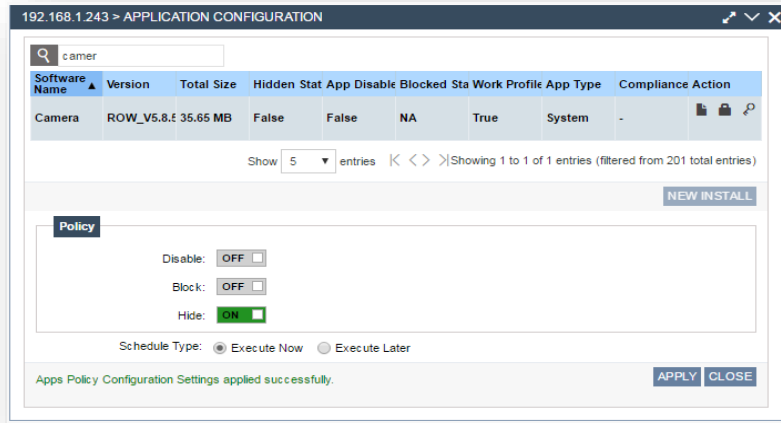 192.168.1.243 > APPLICATION CONFIGURATION
camer
Software Name Version Total Size Hidden Stat App Disable Blocked Sta Work Profile App Type Compliance Action
Camera ROW_V5.8.5 35.65 MB False False NA True System -
Show 5 entries Showing 1 to 1 of 1 entries (filtered from 201 total entries)
NEW INSTALL
Policy
Disable: OFF
Block: OFF
Hide: ON
Schedule Type: Execute Now Execute Later
Apps Policy Configuration Settings applied successfully. APPLY CLOSE